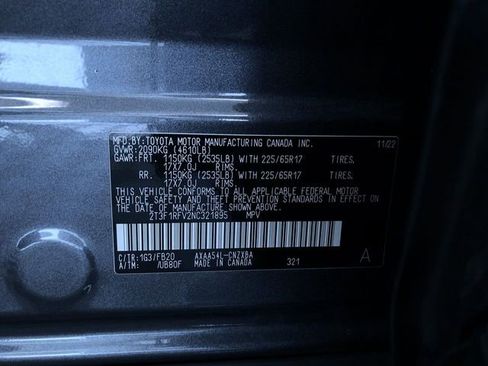 MFD.BY:TOYOTA MOTOR MANUFACTURING CANADA INC. 11/22
GVWR:2090KG (4610LB)
GAWR:FRT. 1150KG (2535LB) WITH 225/65R17 TIRES,
17X7.0J RIMS,
RR. 1150KG (2535LB) WITH 225/65R17 TIRES,
17X7.0J RIMS,
THIS VEHICLE CONFORMS TO ALL APPLICABLE FEDERAL MOTOR
VEHICLE SAFETY AND THEFT PREVENTION STANDARDS IN EFFECT ON
THE DATE OF MANUFACTURE SHOWN ABOVE.
2T3F1RFV2NC321895 MPV
C/TR:1G3/FB20 AXAA54L-CNZXBA A
A/TM: /UB80F MADE IN CANADA 321